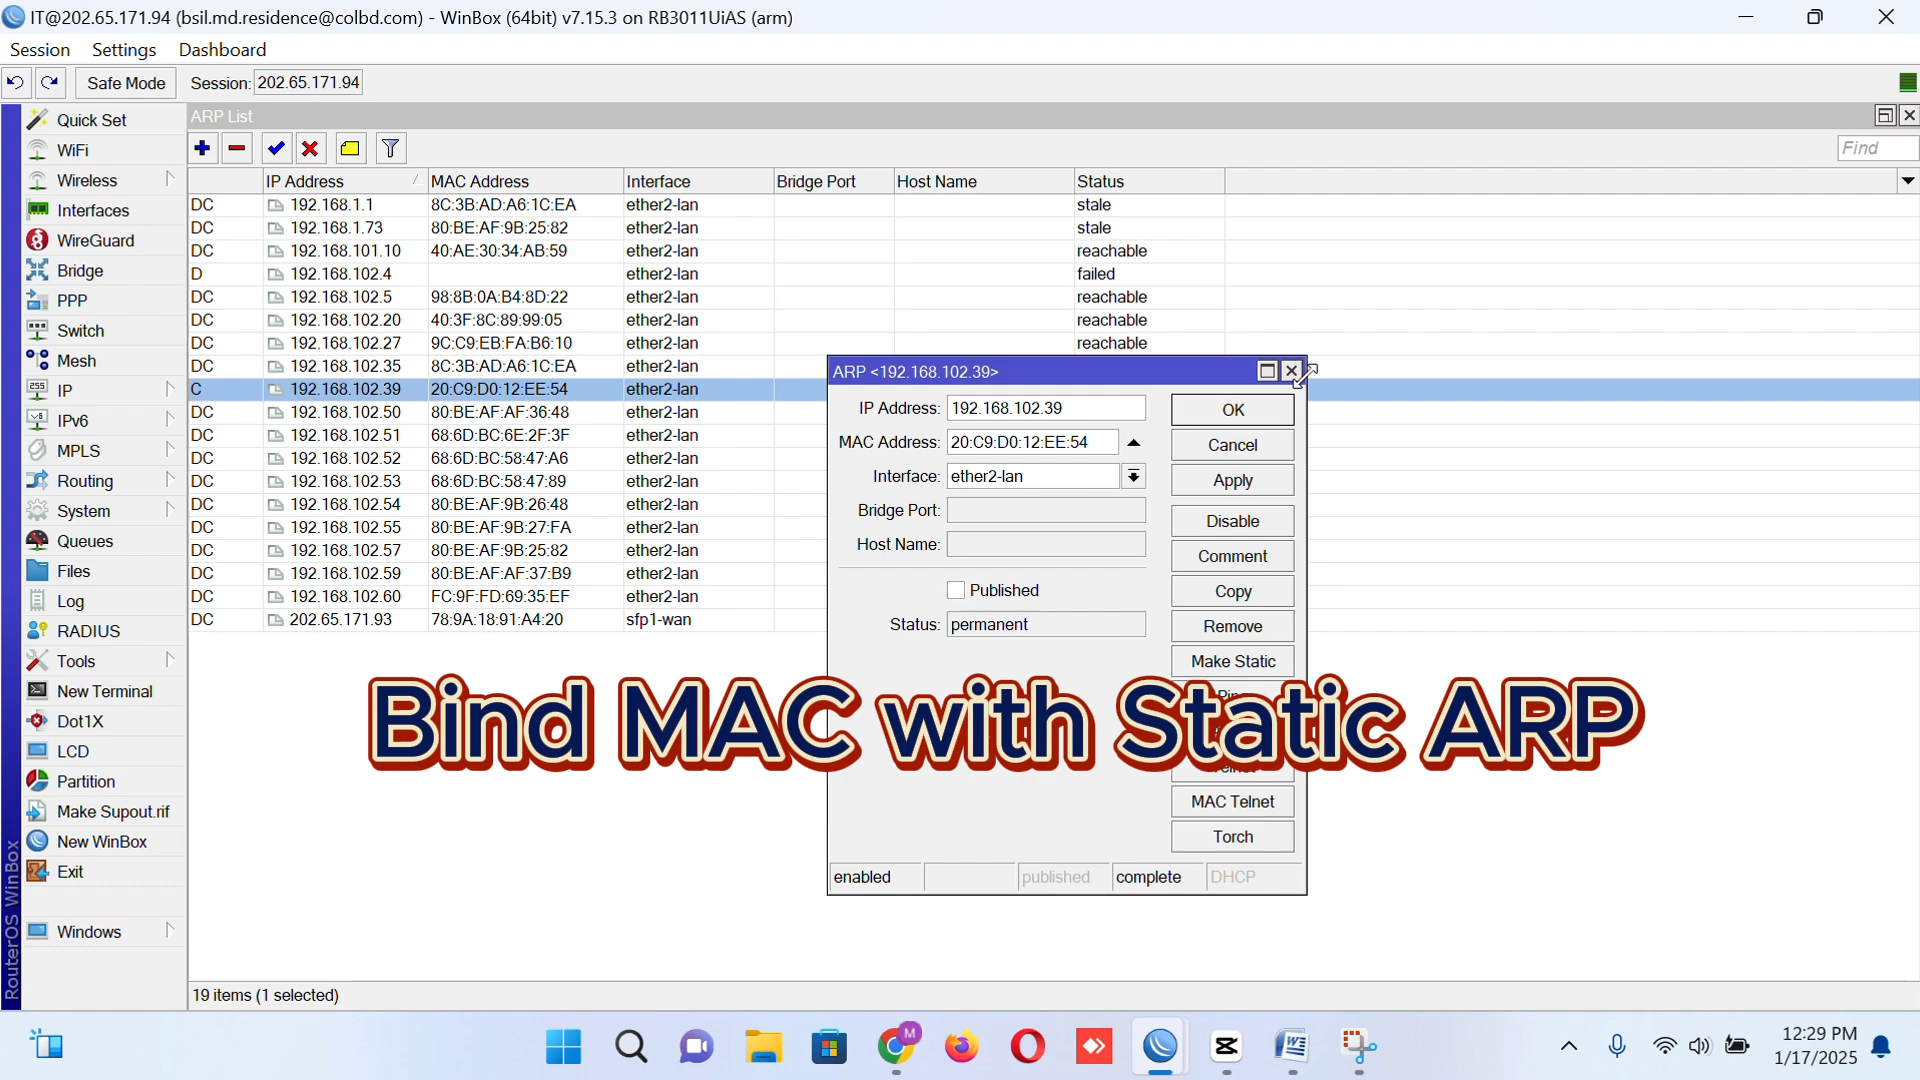 IT@202.65.171.94 (bsil.md.residence@colbd.com) - WinBox (64bit) v7.15.3 on RB3011UiAS (arm)
Session Settings Dashboard
Safe Mode Session: 202.65.171.94
Quick Set
WiFi
Wireless
Interfaces
WireGuard
Bridge
PPP
Switch
Mesh
IP
IPv6
MPLS
Routing
System
Queues
Files
Log
RADIUS
Tools
New Terminal
Dot1X
LCD
Partition
Make Supout.rif
New WinBox
Exit
Windows
RouterOS WinBox
ARP List
Find
IP Address MAC Address Interface Bridge Port Host Name Status
DC 192.168.1.1 8C:3B:AD:A6:1C:EA ether2-lan stale
DC 192.168.1.73 80:BE:AF:9B:25:82 ether2-lan stale
DC 192.168.101.10 40:AE:30:34:AB:59 ether2-lan reachable
D 192.168.102.4 ether2-lan failed
DC 192.168.102.5 98:8B:0A:B4:8D:22 ether2-lan reachable
DC 192.168.102.20 40:3F:8C:89:99:05 ether2-lan reachable
DC 192.168.102.27 9C:C9:EB:FA:B6:10 ether2-lan reachable
DC 192.168.102.35 8C:3B:AD:A6:1C:EA ether2-lan
C 192.168.102.39 20:C9:D0:12:EE:54 ether2-lan
DC 192.168.102.50 80:BE:AF:AF:36:48 ether2-lan
DC 192.168.102.51 68:6D:BC:6E:2F:3F ether2-lan
DC 192.168.102.52 68:6D:BC:58:47:A6 ether2-lan
DC 192.168.102.53 68:6D:BC:58:47:89 ether2-lan
DC 192.168.102.54 80:BE:AF:9B:26:48 ether2-lan
DC 192.168.102.55 80:BE:AF:9B:27:FA ether2-lan
DC 192.168.102.57 80:BE:AF:9B:25:82 ether2-lan
DC 192.168.102.59 80:BE:AF:AF:37:B9 ether2-lan
DC 192.168.102.60 FC:9F:FD:69:35:EF ether2-lan
DC 202.65.171.93 78:9A:18:91:A4:20 sfp1-wan
ARP <192.168.102.39>
IP Address: 192.168.102.39
MAC Address: 20:C9:D0:12:EE:54
Interface: ether2-lan
Bridge Port:
Host Name:
Published
Status: permanent
OK
Cancel
Apply
Disable
Comment
Copy
Remove
Make Static
MAC Telnet
Torch
enabled published complete DHCP
Bind MAC with Static ARP
19 items (1 selected)
M
12:29 PM
1/17/2025